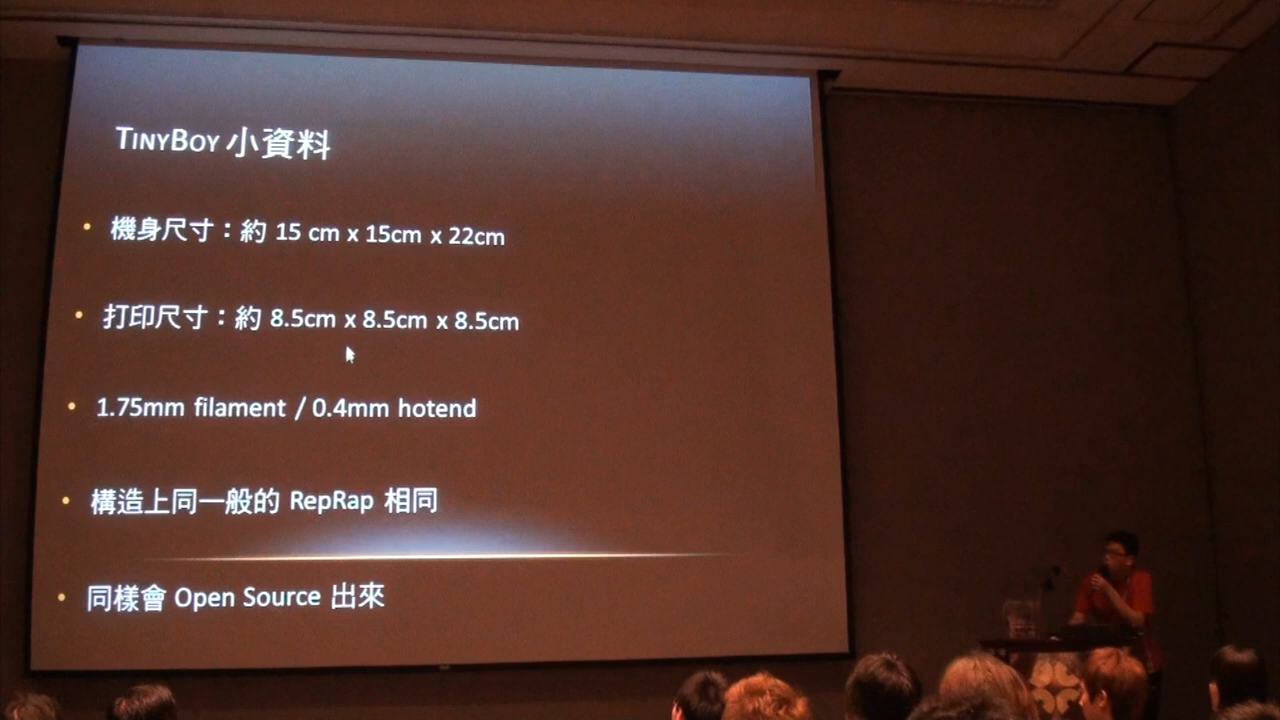 TINYBOY 小資料
機身尺寸：約 15 cm x 15cm x 22cm
打印尺寸：約 8.5cm x 8.5cm x 8.5cm
1.75mm filament / 0.4mm hotend
構造上同一般的 RepRap 相同
同樣會 Open Source 出來